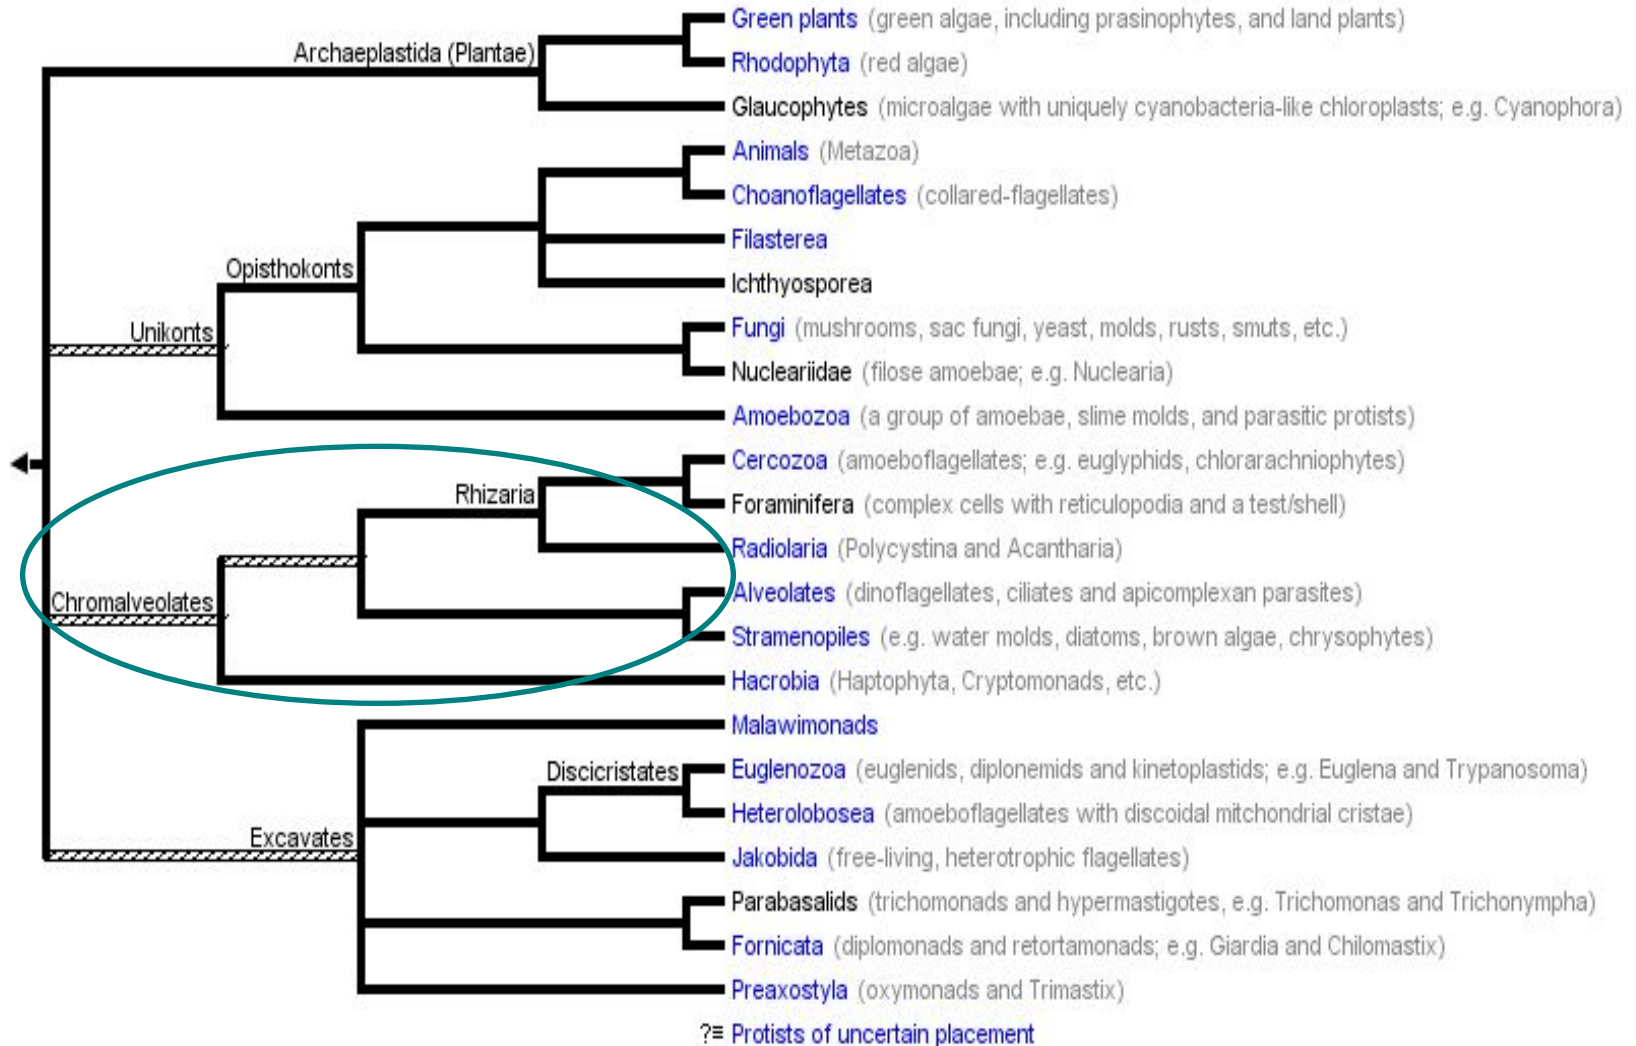 Green plants (green algae, including prasinophytes, and land plants)
Archaeplastida (Plantae)
Rhodophyta (red algae)
Glaucophytes (microalgae with uniquely cyanobacteria-like chloroplasts; e.g. Cyanophora)
Animals (Metazoa)
Choanoflagellates (collared-flagellates)
Filasterea
Opisthokonts
Ichthyosporea
Unikonts
Fungi (mushrooms, sac fungi, yeast, molds, rusts, smuts, etc.)
Nucleariidae (filose amoebae; e.g. Nuclearia)
Amoebozoa (a group of amoebae, slime molds, and parasitic protists)
Cercozoa (amoeboflagellates; e.g. euglyphids, chlorarachniophytes)
Rhizaria
Foraminifera (complex cells with reticulopodia and a test/shell)
Radiolaria (Polycystina and Acantharia)
Alveolates (dinoflagellates, ciliates and apicomplexan parasites)
Chromalveolates
Stramenopiles (e.g. water molds, diatoms, brown algae, chrysophytes)
Hacrobia (Haptophyta, Cryptomonads, etc.)
Malawimonads
Discicristates
Euglenozoa (euglenids, diplonemids and kinetoplastids; e.g. Euglena and Trypanosoma)
Heterolobosea (amoeboflagellates with discoidal mitchondrial cristae)
Excavates
Jakobida (free-living, heterotrophic flagellates)
Parabasalids (trichomonads and hypermastigotes, e.g. Trichomonas and Trichonympha)
Fornicata (diplomonads and retortamonads; e.g. Giardia and Chilomastix)
Preaxostyla (oxymonads and Trimastix)
?≡ Protists of uncertain placement